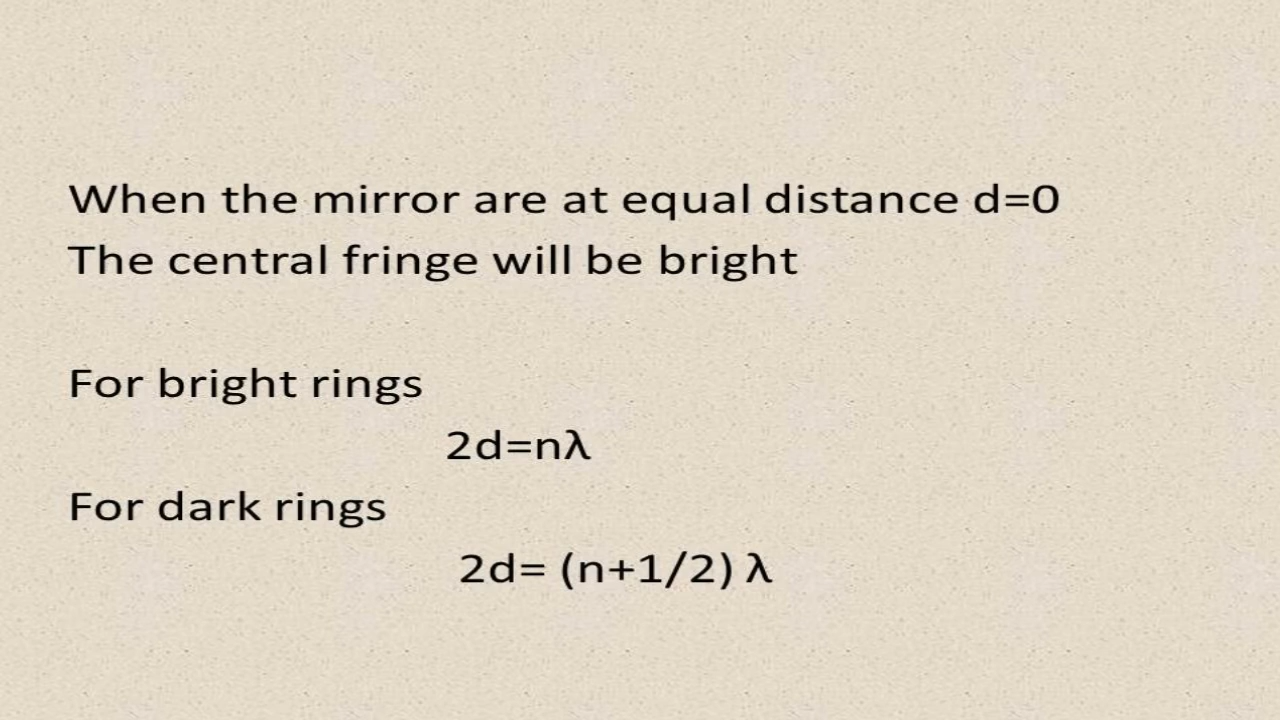 When the mirror are at equal distance d=0
The central fringe will be bright
For bright rings
2d=nλ
For dark rings
2d= (n+1/2) λ